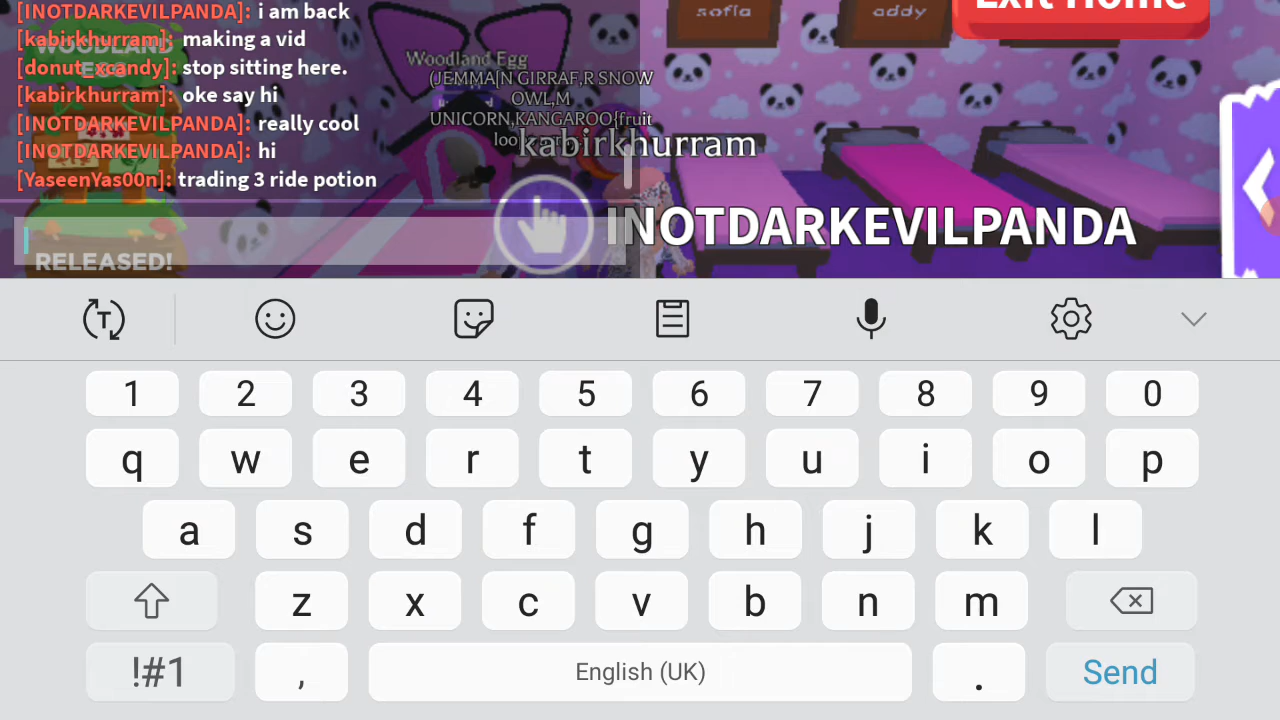 [INOTDARKEVILPANDA]: i am back
[kabirkhurram]: making a vid
[donut_xcandy]: stop sitting here.
[kabirkhurram]: oke say hi
[INOTDARKEVILPANDA]: really cool
[INOTDARKEVILPANDA]: hi
[YaseenYas00n]: trading 3 ride potion
WOODLAND
EGG
RELEASED!
Woodland Egg
(JEMMA[N GIRRAF,R SNOW
OWL,M
UNICORN,KANGAROO{fruit
kabirkhurram
INOTDARKEVILPANDA
sofia
addy
Exit Home
T
1 2 3 4 5 6 7 8 9 0
q w e r t y u i o p
a s d f g h j k l
z x c v b n m
!#1 , English (UK) . Send